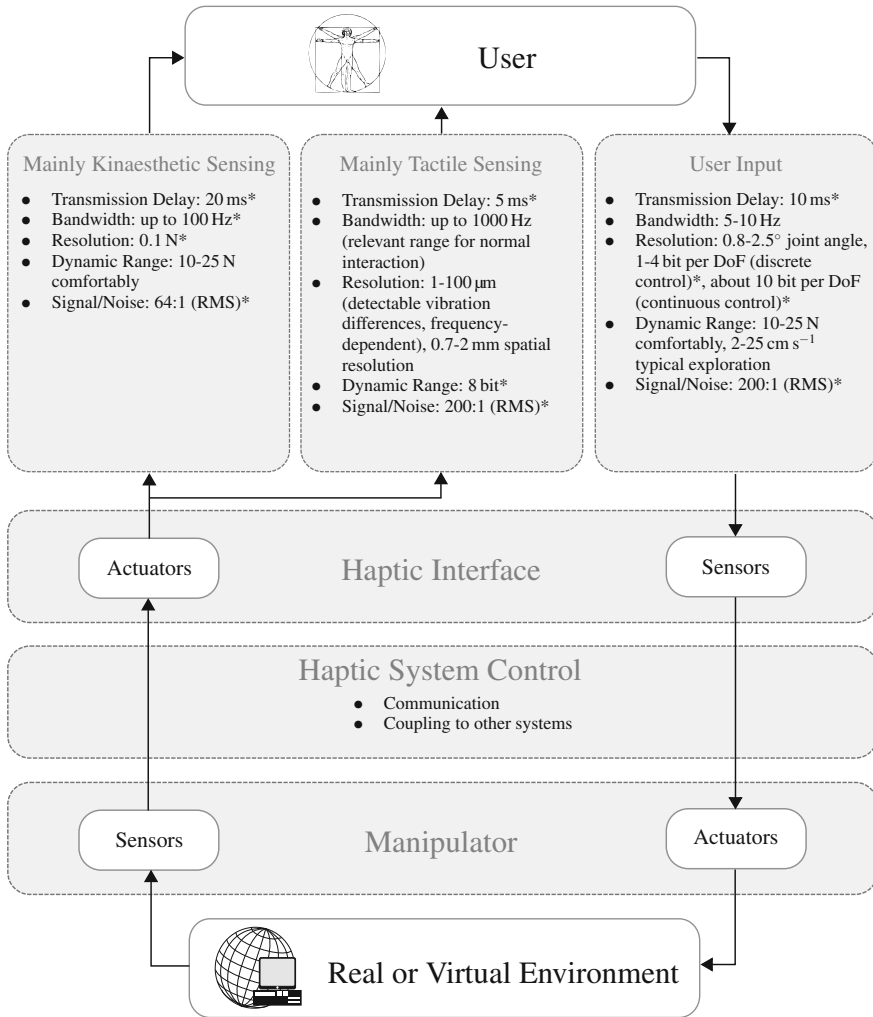 User
Mainly Kinaesthetic Sensing
● Transmission Delay: 20 ms*
● Bandwidth: up to 100 Hz*
● Resolution: 0.1 N*
● Dynamic Range: 10-25 N
comfortably
● Signal/Noise: 64:1 (RMS)*
Mainly Tactile Sensing
● Transmission Delay: 5 ms*
● Bandwidth: up to 1000 Hz
(relevant range for normal
interaction)
● Resolution: 1-100 μm
(detectable vibration
differences, frequency-
dependent), 0.7-2 mm spatial
resolution
● Dynamic Range: 8 bit*
● Signal/Noise: 200:1 (RMS)*
User Input
● Transmission Delay: 10 ms*
● Bandwidth: 5-10 Hz
● Resolution: 0.8-2.5° joint angle,
1-4 bit per DoF (discrete
control)*, about 10 bit per DoF
(continuous control)*
● Dynamic Range: 10-25 N
comfortably, 2-25 cm s⁻¹
typical exploration
● Signal/Noise: 200:1 (RMS)*
Actuators
Haptic Interface
Sensors
Haptic System Control
● Communication
● Coupling to other systems
Sensors
Manipulator
Actuators
Real or Virtual Environment